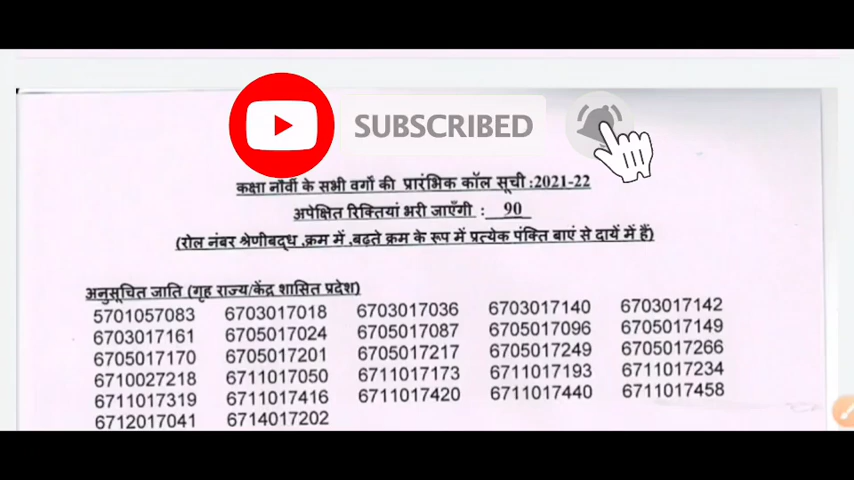 SUBSCRIBED
कक्षा नौवीं के सभी वर्गों की प्रारंभिक कॉल सूची :2021-22
अपेक्षित रिक्तियां भरी जाएँगी : 90
(रोल नंबर श्रेणीबद्ध ,क्रम में ,बढ़ते क्रम के रूप में प्रत्येक पंक्ति बाएं से दायें में हैं)
अनुसूचित जाति (गृह राज्य/केंद्र शासित प्रदेश)
5701057083 6703017018 6703017036 6703017140 6703017142
6703017161 6705017024 6705017087 6705017096 6705017149
6705017170 6705017201 6705017217 6705017249 6705017266
6710027218 6711017050 6711017173 6711017193 6711017234
6711017319 6711017416 6711017420 6711017440 6711017458
6712017041 6714017202